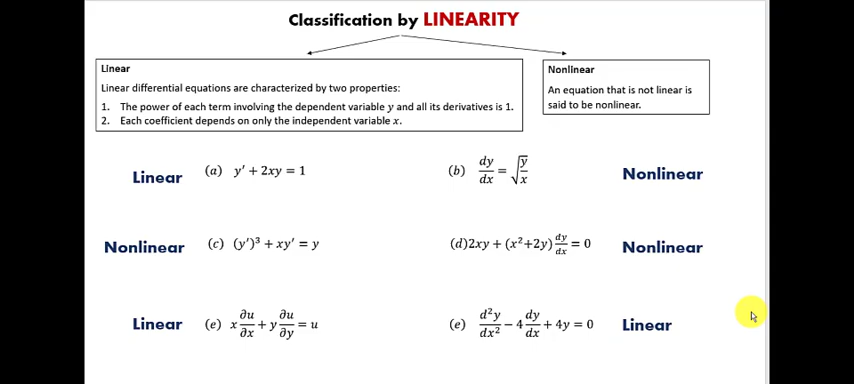 Classification by LINEARITY
Linear
Linear differential equations are characterized by two properties:
1. The power of each term involving the dependent variable y and all its derivatives is 1.
2. Each coefficient depends on only the independent variable x.
Nonlinear
An equation that is not linear is
said to be nonlinear.
Linear (a) y′ + 2xy = 1
(b) dy/dx = √(y/x) Nonlinear
Nonlinear (c) (y′)³ + xy′ = y
(d)2xy + (x²+2y) dy/dx = 0 Nonlinear
Linear (e) x ∂u/∂x + y ∂u/∂y = u
(e) d²y/dx² − 4 dy/dx + 4y = 0 Linear